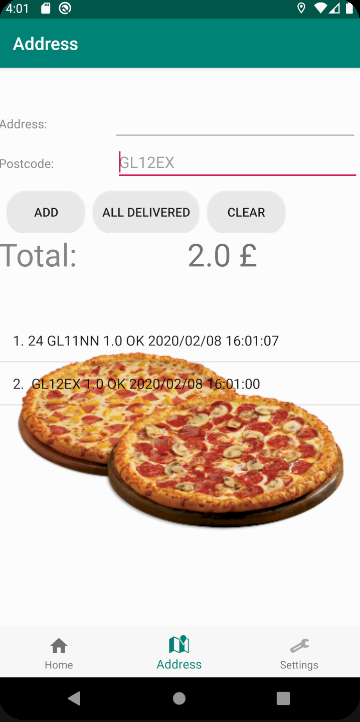 4:01
Address
Address:
Postcode: GL12EX
ADD ALL DELIVERED CLEAR
Total: 2.0 £
1. 24 GL11NN 1.0 OK 2020/02/08 16:01:07
2. GL12EX 1.0 OK 2020/02/08 16:01:00
Home Address Settings